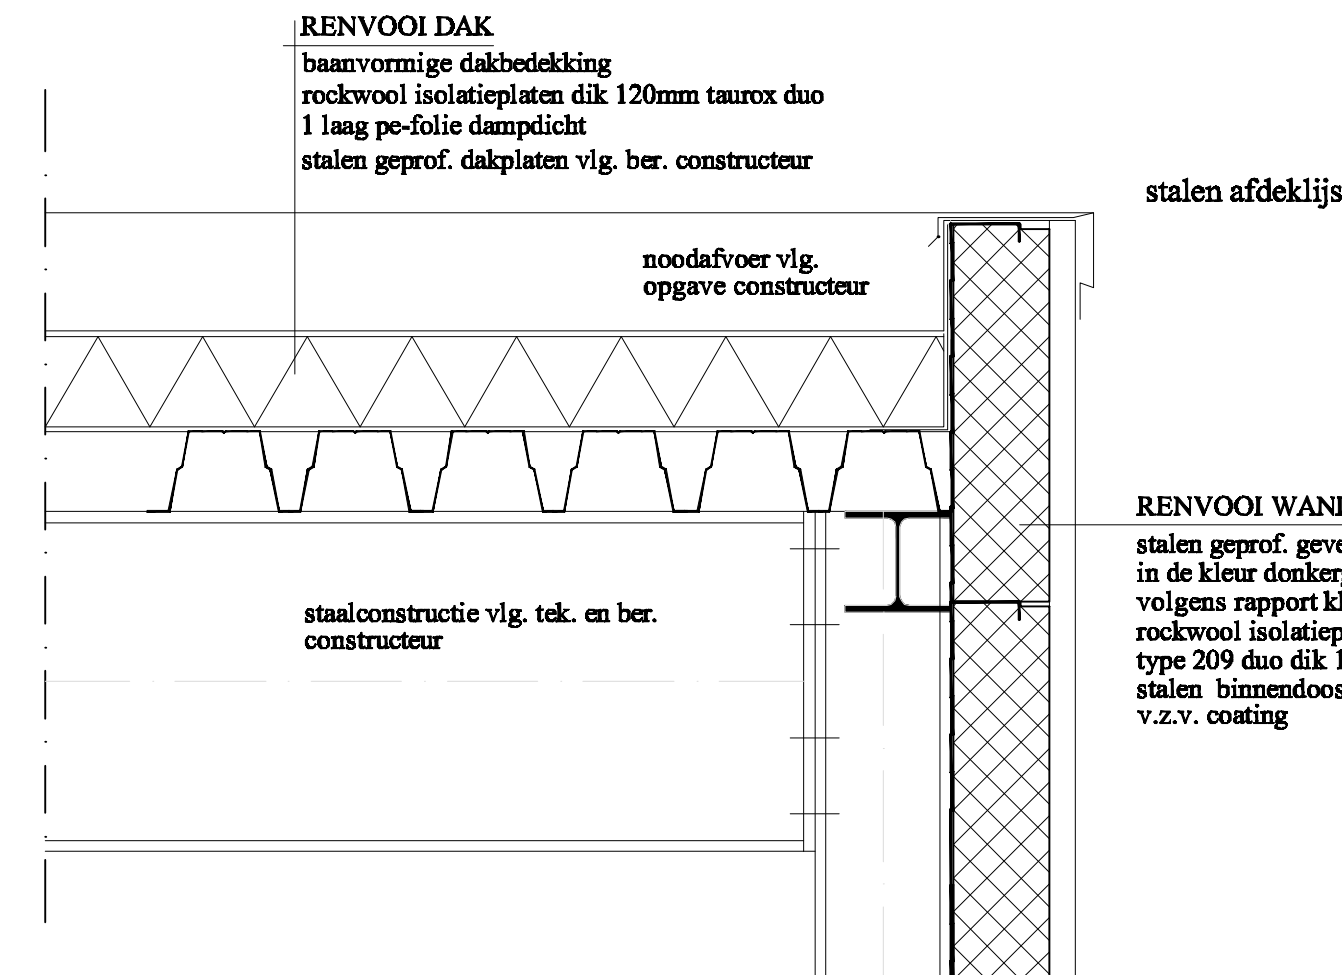 RENVOOI DAK
baanvormige dakbedekking
rockwool isolatieplaten dik 120mm taurox duo
1 laag pe-folie dampdicht
stalen geprof. dakplaten vlg. ber. constructeur
stalen afdeklijs
noodafvoer vlg.
opgave constructeur
RENVOOI WAN
stalen geprof. geve
in de kleur donker
volgens rapport k
rockwool isolatiep
type 209 duo dik 1
stalen binnendoos
v.z.v. coating
staalconstructie vlg. tek. en ber.
constructeur